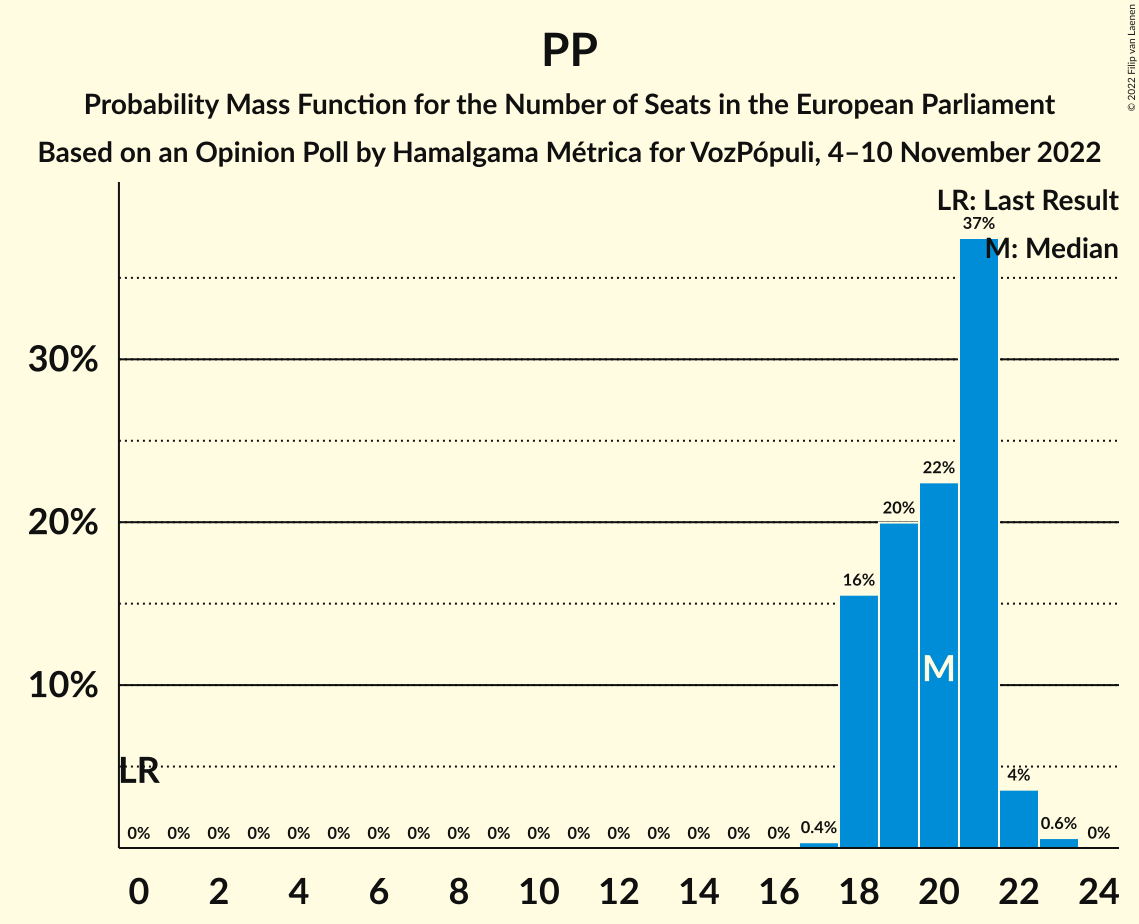 PP
Probability Mass Function for the Number of Seats in the European Parliament
Based on an Opinion Poll by Hamalgama Métrica for VozPópuli, 4–10 November 2022
© 2022 Filip van Laenen
LR: Last Result
M: Median
37%
30%
22%
20%
20%
16%
10%
M
LR
4%
0% 0% 0% 0% 0% 0% 0% 0% 0% 0% 0% 0% 0% 0% 0% 0% 0% 0.4% 0.6% 0%
0 2 4 6 8 10 12 14 16 18 20 22 24